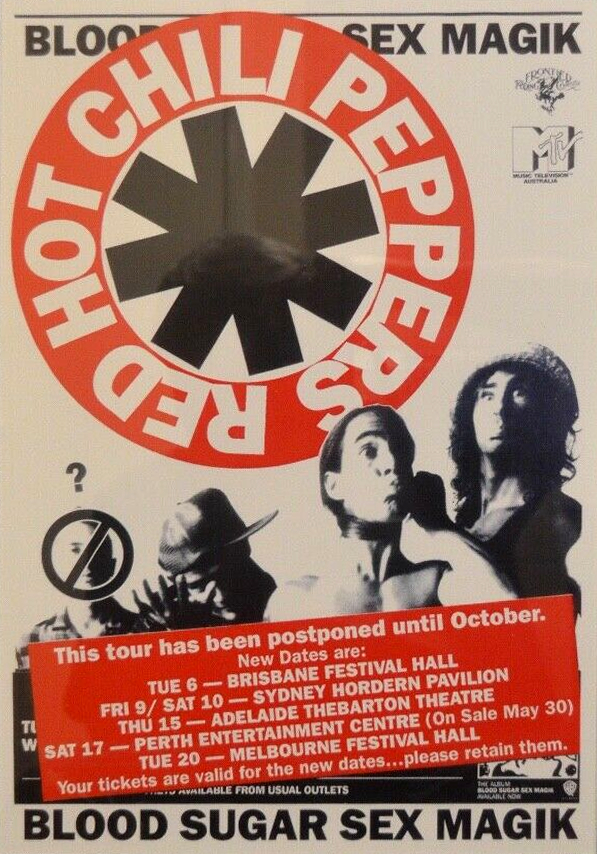 BLOOD SEX MAGIK
RED HOT CHILI PEPPERS
FRONTIER
TOURING COMPANY
MTV
MUSIC TELEVISION™
AUSTRALIA
?
This tour has been postponed until October.
New Dates are:
TUE 6 — BRISBANE FESTIVAL HALL
FRI 9/ SAT 10 — SYDNEY HORDERN PAVILION
THU 15 — ADELAIDE THEBARTON THEATRE
SAT 17 — PERTH ENTERTAINMENT CENTRE (On Sale May 30)
TUE 20 — MELBOURNE FESTIVAL HALL
Your tickets are valid for the new dates...please retain them.
AVAILABLE FROM USUAL OUTLETS
THE ALBUM
BLOOD SUGAR SEX MAGIK
AVAILABLE NOW
BLOOD SUGAR SEX MAGIK